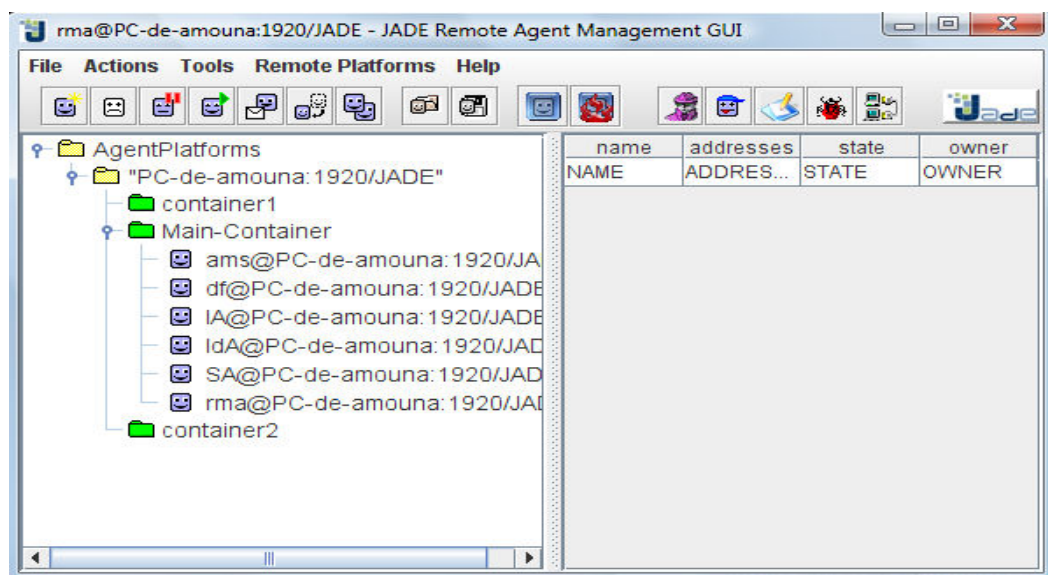 rma@PC-de-amouna:1920/JADE - JADE Remote Agent Management GUI
File Actions Tools Remote Platforms Help
Jade
AgentPlatforms
"PC-de-amouna:1920/JADE"
container1
Main-Container
ams@PC-de-amouna:1920/JA
df@PC-de-amouna:1920/JADE
IA@PC-de-amouna:1920/JADE
IdA@PC-de-amouna:1920/JAD
SA@PC-de-amouna:1920/JAD
rma@PC-de-amouna:1920/JAI
container2
name addresses state owner
NAME ADDRES... STATE OWNER